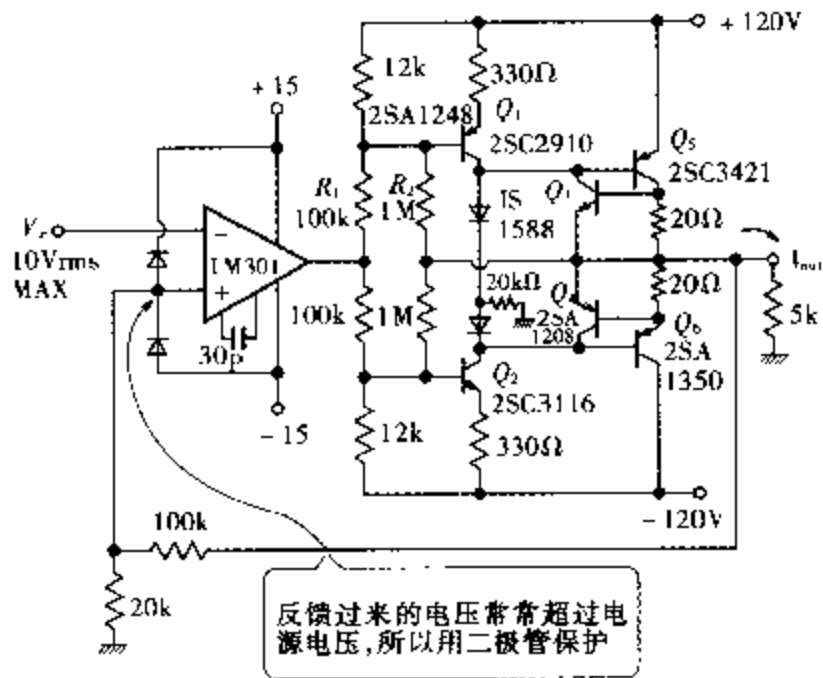 + 120V
12k
330Ω
+ 15
2SA1248
Q₁
2SC2910
Q₅
2SC3421
R₁
100k
1M
IS
1588
20Ω
10Vrms
MAX
−
LM301
+
20kΩ
20Ω
100k
1M
Q
2SA
1208
Q₆
2SA
1350
5k
30p
Q₂
2SC3116
− 15
12k
330Ω
− 120V
100k
20k
反馈过来的电压常常超过电
源电压,所以用二极管保护